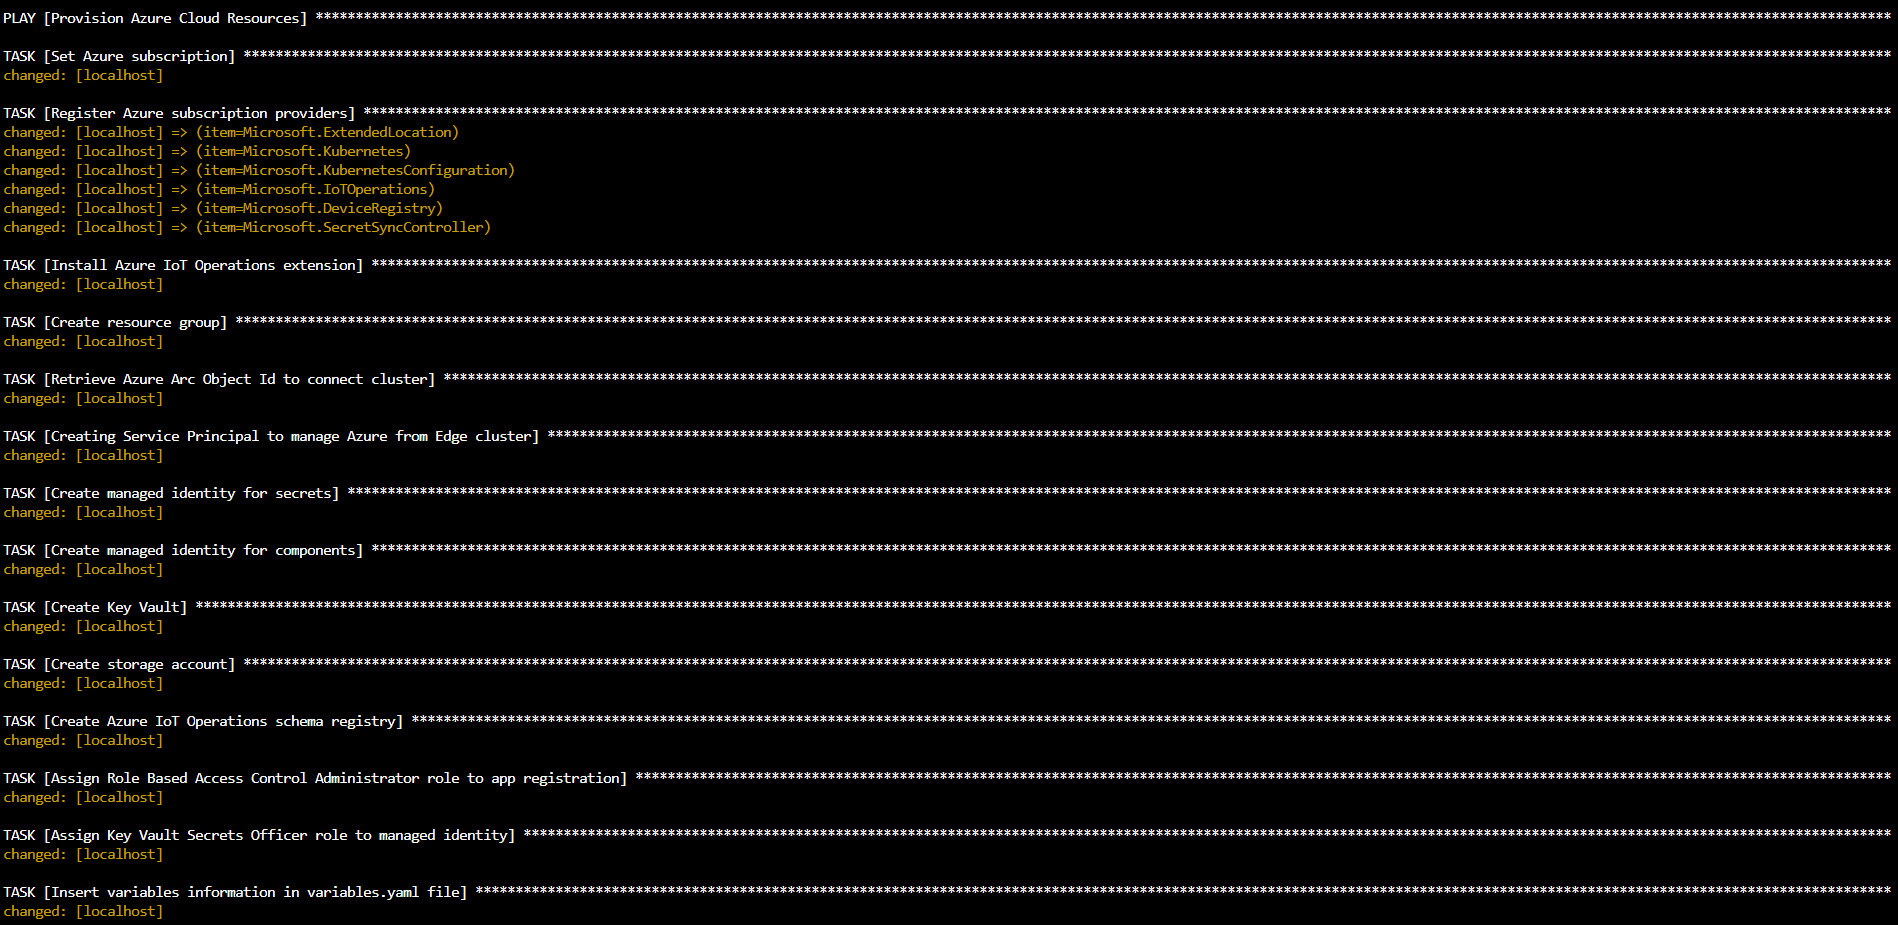 PLAY [Provision Azure Cloud Resources] *****************************************************************************************************************************************************************************************************
TASK [Set Azure subscription] **************************************************************************************************************************************************************************************************************
changed: [localhost]
TASK [Register Azure subscription providers] ***********************************************************************************************************************************************************************************************
changed: [localhost] => (item=Microsoft.ExtendedLocation)
changed: [localhost] => (item=Microsoft.Kubernetes)
changed: [localhost] => (item=Microsoft.KubernetesConfiguration)
changed: [localhost] => (item=Microsoft.IoTOperations)
changed: [localhost] => (item=Microsoft.DeviceRegistry)
changed: [localhost] => (item=Microsoft.SecretSyncController)
TASK [Install Azure IoT Operations extension] **********************************************************************************************************************************************************************************************
changed: [localhost]
TASK [Create resource group] ***************************************************************************************************************************************************************************************************************
changed: [localhost]
TASK [Retrieve Azure Arc Object Id to connect cluster] *************************************************************************************************************************************************************************************
changed: [localhost]
TASK [Creating Service Principal to manage Azure from Edge cluster] ************************************************************************************************************************************************************************
changed: [localhost]
TASK [Create managed identity for secrets] *************************************************************************************************************************************************************************************************
changed: [localhost]
TASK [Create managed identity for components] **********************************************************************************************************************************************************************************************
changed: [localhost]
TASK [Create Key Vault] ********************************************************************************************************************************************************************************************************************
changed: [localhost]
TASK [Create storage account] **************************************************************************************************************************************************************************************************************
changed: [localhost]
TASK [Create Azure IoT Operations schema registry] *****************************************************************************************************************************************************************************************
changed: [localhost]
TASK [Assign Role Based Access Control Administrator role to app registration] *************************************************************************************************************************************************************
changed: [localhost]
TASK [Assign Key Vault Secrets Officer role to managed identity] ***************************************************************************************************************************************************************************
changed: [localhost]
TASK [Insert variables information in variables.yaml file] *********************************************************************************************************************************************************************************
changed: [localhost]